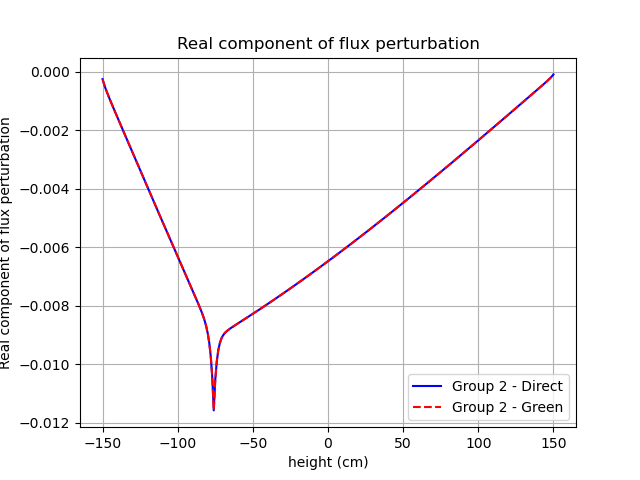 Real component of flux perturbation
Real component of flux perturbation
0.000
−0.002
−0.004
−0.006
−0.008
−0.010
−0.012
−150
−100
−50
0
50
100
150
height (cm)
Group 2 - Direct
Group 2 - Green